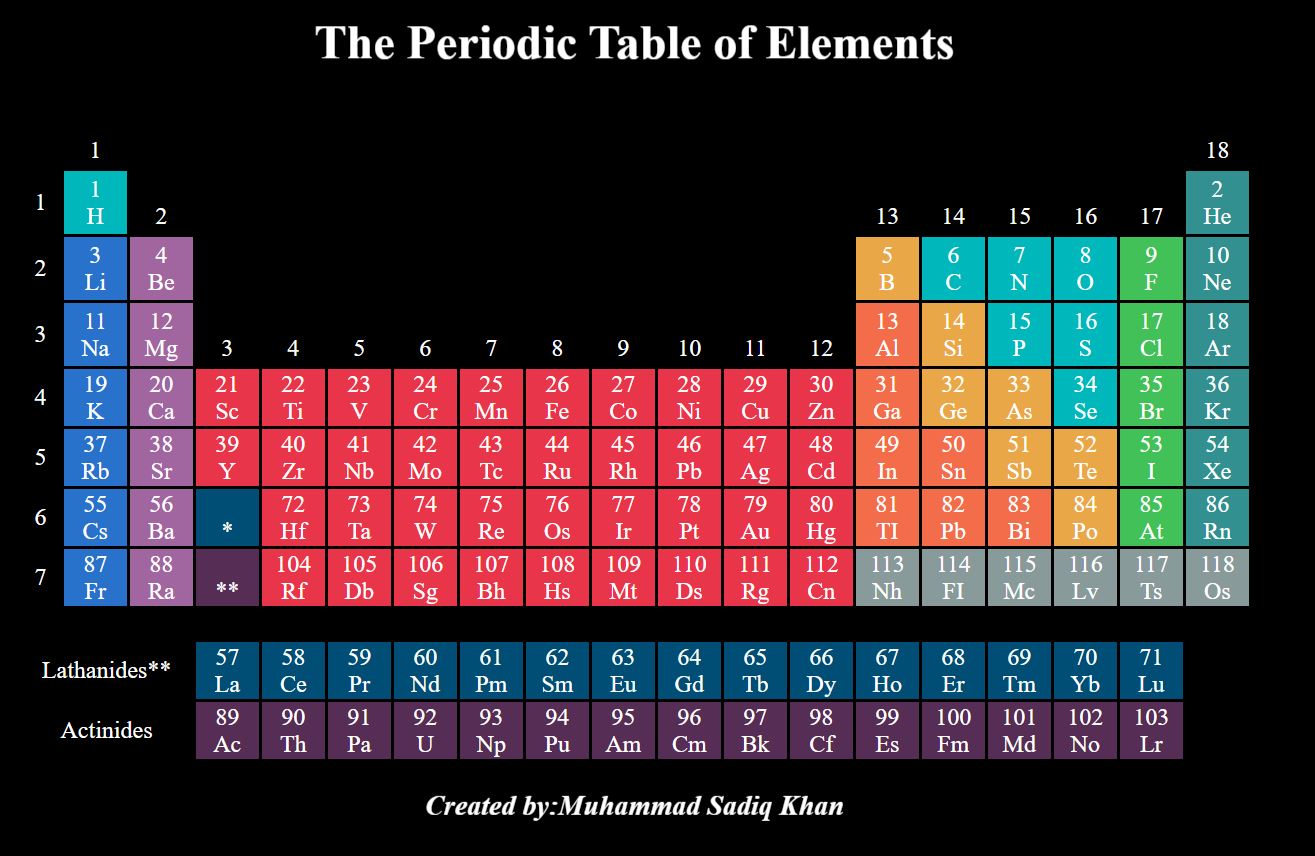 The Periodic Table of Elements
1 18
1 1 2
H 2 13 14 15 16 17 He
2 3 4 5 6 7 8 9 10
Li Be B C N O F Ne
3 11 12 13 14 15 16 17 18
Na Mg 3 4 5 6 7 8 9 10 11 12 Al Si P S Cl Ar
4 19 20 21 22 23 24 25 26 27 28 29 30 31 32 33 34 35 36
K Ca Sc Ti V Cr Mn Fe Co Ni Cu Zn Ga Ge As Se Br Kr
5 37 38 39 40 41 42 43 44 45 46 47 48 49 50 51 52 53 54
Rb Sr Y Zr Nb Mo Tc Ru Rh Pb Ag Cd In Sn Sb Te I Xe
6 55 56 72 73 74 75 76 77 78 79 80 81 82 83 84 85 86
Cs Ba * Hf Ta W Re Os Ir Pt Au Hg TI Pb Bi Po At Rn
7 87 88 104 105 106 107 108 109 110 111 112 113 114 115 116 117 118
Fr Ra ** Rf Db Sg Bh Hs Mt Ds Rg Cn Nh FI Mc Lv Ts Os
Lathanides** 57 58 59 60 61 62 63 64 65 66 67 68 69 70 71
La Ce Pr Nd Pm Sm Eu Gd Tb Dy Ho Er Tm Yb Lu
Actinides 89 90 91 92 93 94 95 96 97 98 99 100 101 102 103
Ac Th Pa U Np Pu Am Cm Bk Cf Es Fm Md No Lr
Created by:Muhammad Sadiq Khan